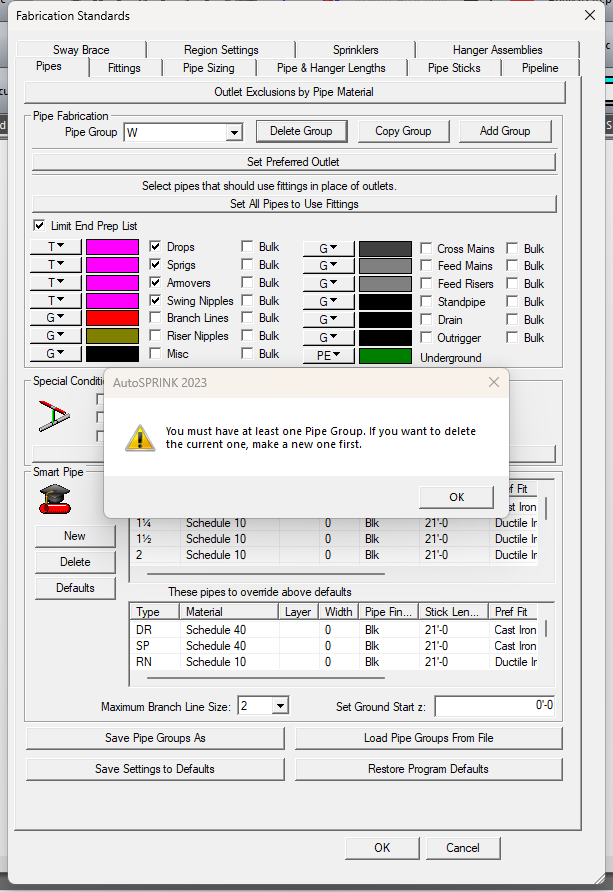 Fabrication Standards
Sway Brace Region Settings Sprinklers Hanger Assemblies
Pipes Fittings Pipe Sizing Pipe & Hanger Lengths Pipe Sticks Pipeline
Outlet Exclusions by Pipe Material
Pipe Fabrication
Pipe Group W Delete Group Copy Group Add Group
Set Preferred Outlet
Select pipes that should use fittings in place of outlets.
Set All Pipes to Use Fittings
Limit End Prep List
T Drops Bulk G Cross Mains Bulk
T Sprigs Bulk G Feed Mains Bulk
T Armovers Bulk G Feed Risers Bulk
T Swing Nipples Bulk G Standpipe Bulk
G Branch Lines Bulk G Drain Bulk
G Riser Nipples Bulk G Outrigger Bulk
G Misc Bulk PE Underground
Special Conditi
AutoSPRINK 2023
You must have at least one Pipe Group. If you want to delete
the current one, make a new one first.
OK
Smart Pipe
ef Fit
ast Iron
New
Delete
Defaults
1¼ Schedule 10 0 Blk 21'-0 Ductile Ir
1½ Schedule 10 0 Blk 21'-0 Ductile Ir
2 Schedule 10 0 Blk 21'-0 Ductile Ir
These pipes to override above defaults
Type Material Layer Width Pipe Fin... Stick Len... Pref Fit
DR Schedule 40 0 Blk 21'-0 Cast Iron
SP Schedule 40 0 Blk 21'-0 Cast Iron
RN Schedule 10 0 Blk 21'-0 Ductile Ir
Maximum Branch Line Size: 2 Set Ground Start z: 0'-0
Save Pipe Groups As Load Pipe Groups From File
Save Settings to Defaults Restore Program Defaults
OK Cancel